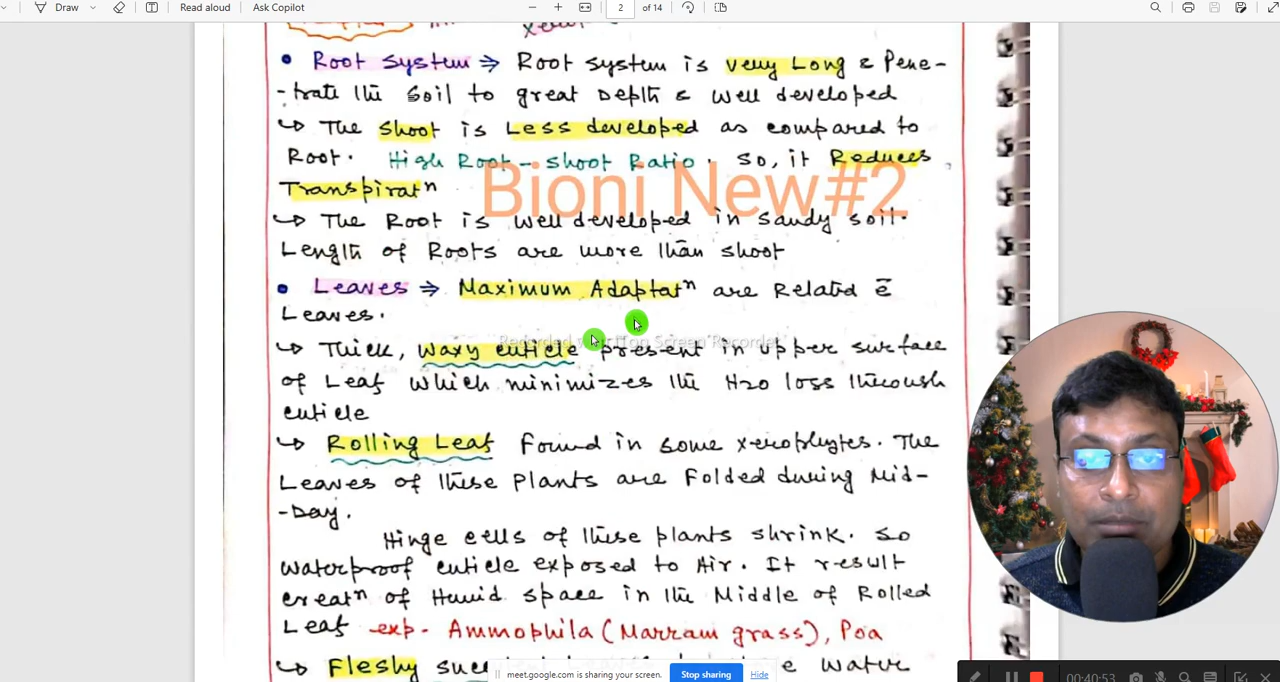 Draw
Read aloud
Ask Copilot
2 of 14
• Root System ⇒ Root system is very Long & Pene-
-trate the Soil to great Depth & well developed
↳ The shoot is Less developed as compared to
Root. High Root-shoot Ratio. So, it Reduces
Transpiratⁿ
Bioni New#2
↳ The Root is well developed in sandy soil.
Length of Roots are more than shoot
• Leaves ⇒ Maximum Adaptatⁿ are Related c̄
Leaves.
↳ Thick, waxy cuticle present in upper surface
of Leaf which minimizes the H2O loss through
cuticle
↳ Rolling Leaf Found in some xerophytes. The
Leaves of these Plants are Folded during Mid-
-Day.
Hinge cells of these plants shrink. So
waterproof cuticle exposed to Air. It result
creatⁿ of Humid space in the Middle of Rolled
Leaf exp- Ammophila (Marram grass), Poa
↳ Fleshy water
meet.google.com is sharing your screen. Stop sharing Hide
00:40:53